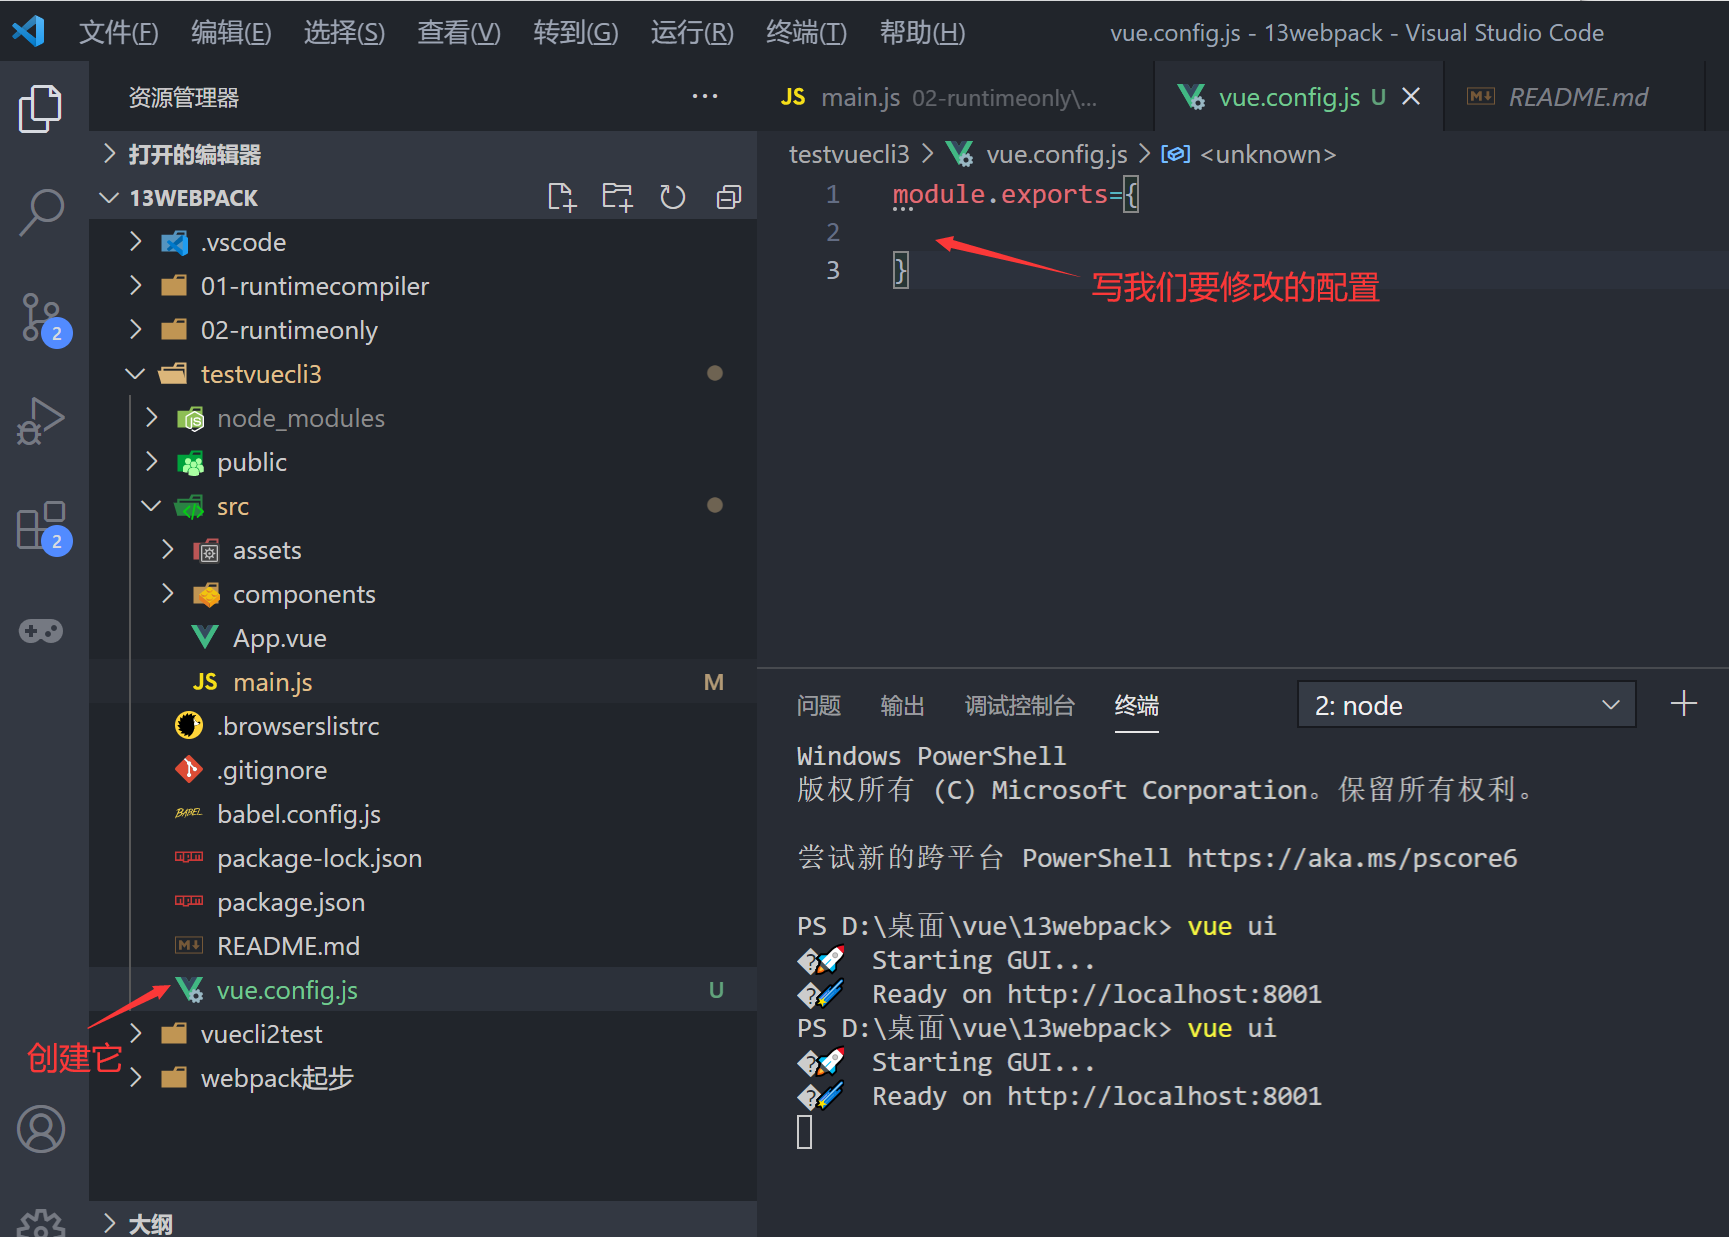 文件(F) 编辑(E) 选择(S) 查看(V) 转到(G) 运行(R) 终端(T) 帮助(H) vue.config.js - 13webpack - Visual Studio Code
资源管理器 ···
打开的编辑器
13WEBPACK
.vscode
01-runtimecompiler
02-runtimeonly
testvuecli3
node_modules
public
src
assets
components
App.vue
JS main.js M
.browserslistrc
.gitignore
BABEL babel.config.js
package-lock.json
package.json
README.md
vue.config.js U
创建它
vuecli2test
webpack起步
大纲
2
2
JS main.js 02-runtimeonly\... vue.config.js U README.md
testvuecli3 > vue.config.js > <unknown>
1 module.exports={
2
3 }
写我们要修改的配置
问题 输出 调试控制台 终端 2: node
Windows PowerShell
版权所有 (C) Microsoft Corporation。保留所有权利。
尝试新的跨平台 PowerShell https://aka.ms/pscore6
PS D:\桌面\vue\13webpack> vue ui
�🚀 Starting GUI...
�🌠 Ready on http://localhost:8001
PS D:\桌面\vue\13webpack> vue ui
�🚀 Starting GUI...
�🌠 Ready on http://localhost:8001